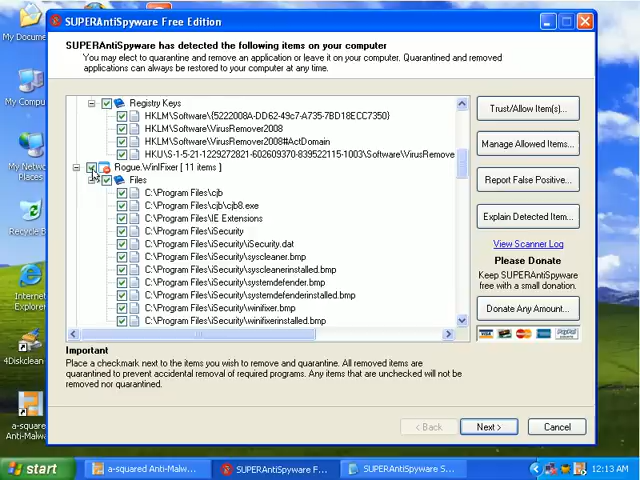 SUPERAntiSpyware Free Edition
SUPERAntiSpyware has detected the following items on your computer
You may elect to quarantine and remove an application or leave it on your computer. Quarantined and removed
applications can always be restored to your computer at any time.
Registry Keys
HKLM\Software\{5222008A-DD62-49c7-A735-7BD18ECC7350}
HKLM\Software\VirusRemover2008
HKLM\Software\VirusRemover2008#ActDomain
HKU\S-1-5-21-1229272821-602609370-839522115-1003\Software\VirusRemove
Rogue.WinIFixer [ 11 items ]
Files
C:\Program Files\cjb
C:\Program Files\cjb\cjb8.exe
C:\Program Files\IE Extensions
C:\Program Files\iSecurity
C:\Program Files\iSecurity\iSecurity.dat
C:\Program Files\iSecurity\syscleaner.bmp
C:\Program Files\iSecurity\syscleanerinstalled.bmp
C:\Program Files\iSecurity\systemdefender.bmp
C:\Program Files\iSecurity\systemdefenderinstalled.bmp
C:\Program Files\iSecurity\winifixer.bmp
C:\Program Files\iSecurity\winifixerinstalled.bmp
Trust/Allow Item(s)...
Manage Allowed Items...
Report False Positive...
Explain Detected Item...
View Scanner Log
Please Donate
Keep SUPERAntiSpyware
free with a small donation.
Donate Any Amount...
Important
Place a checkmark next to the items you wish to remove and quarantine. All removed items are
quarantined to prevent accidental removal of required programs. Any items that are unchecked will not be
removed nor quarantined.
< Back
Next >
Cancel
My Docume
My Compu
My Netwo
Places
Recycle B
Internet
Explorer
4Diskclean
a-squared
Anti-Malw
start
a-squared Anti-Malw...
SUPERAntiSpyware F...
SUPERAntiSpyware S...
12:13 AM